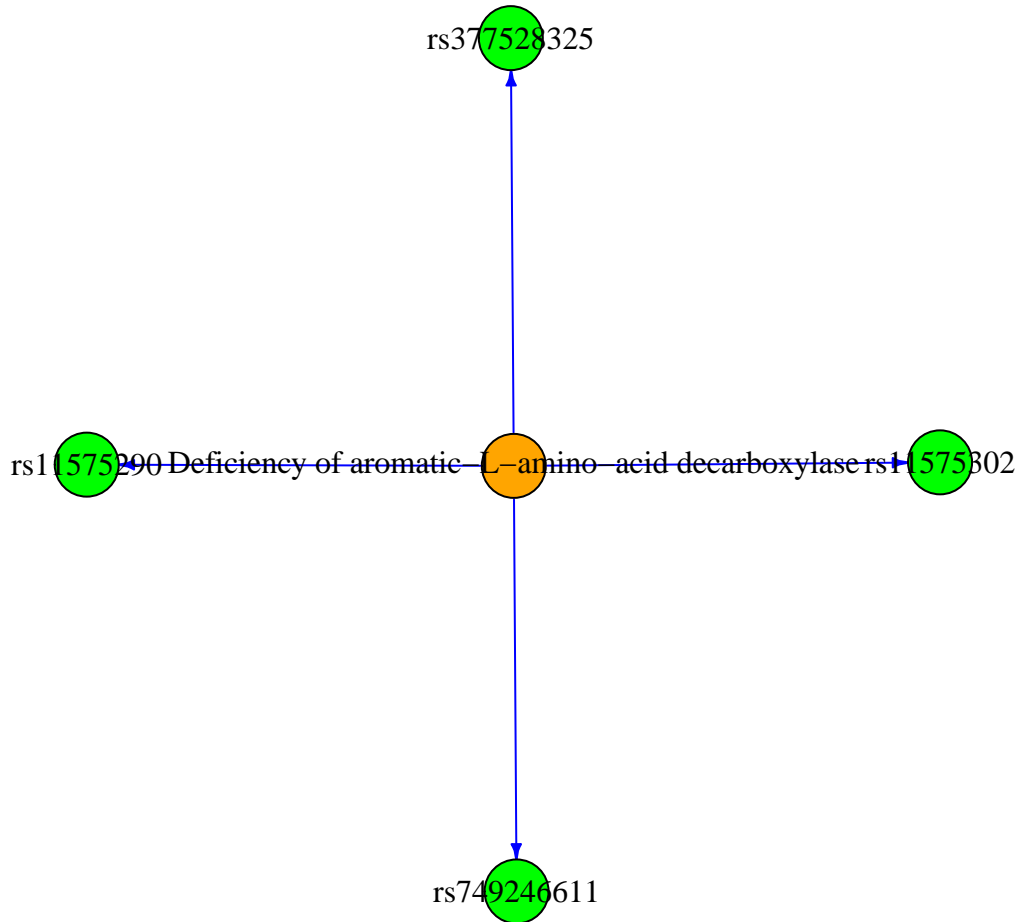 rs377528325
rs11575290 Deficiency of aromatic−L−amino−acid decarboxylase rs11575302
rs749246611